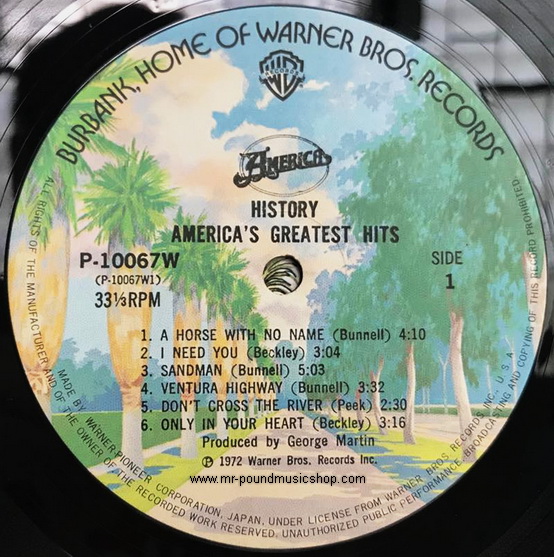 BURBANK, HOME OF WARNER BROS. RECORDS
WB
RECORDS
AMERICA
HISTORY
AMERICA'S GREATEST HITS
P-10067W
(P-10067W1)
33⅓RPM
SIDE
1
1. A HORSE WITH NO NAME (Bunnell) 4:10
2. I NEED YOU (Beckley) 3:04
3. SANDMAN (Bunnell) 5:03
4. VENTURA HIGHWAY (Bunnell) 3:32
5. DON'T CROSS THE RIVER (Peek) 2:30
6. ONLY IN YOUR HEART (Beckley) 3:16
Produced by George Martin
Ⓟ 1972 Warner Bros. Records Inc.
www.mr-poundmusicshop.com
MADE BY WARNER-PIONEER CORPORATION, JAPAN, UNDER LICENSE FROM WARNER BROS RECORDS INC., U.S.A.
ALL RIGHTS OF THE MANUFACTURER AND OF THE OWNER OF THE RECORDED WORK RESERVED. UNAUTHORIZED PUBLIC PERFORMANCE, BROADCASTING AND COPYING OF THIS RECORD PROHIBITED.